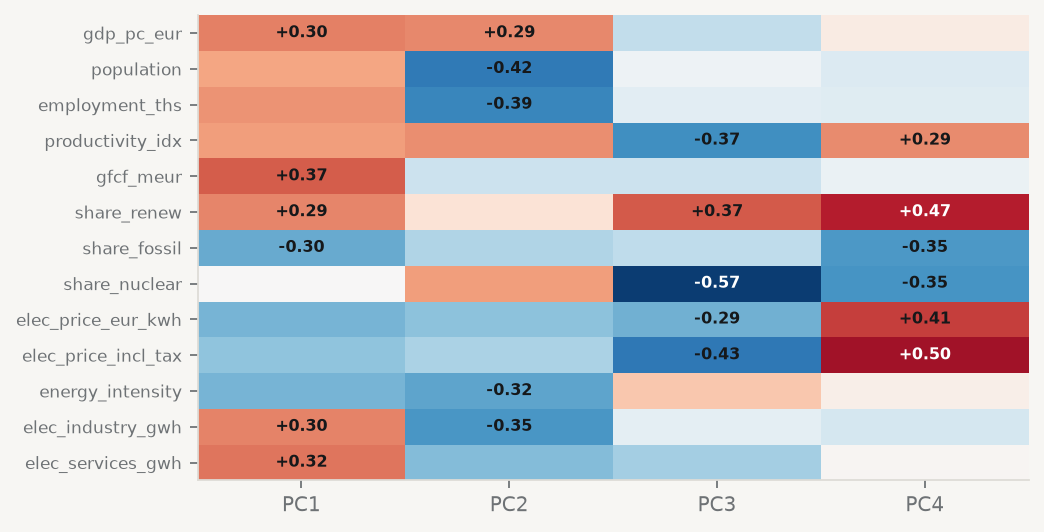 gdp_pc_eur +0.30 +0.29
population -0.42
employment_ths -0.39
productivity_idx -0.37 +0.29
gfcf_meur +0.37
share_renew +0.29 +0.37 +0.47
share_fossil -0.30 -0.35
share_nuclear -0.57 -0.35
elec_price_eur_kwh -0.29 +0.41
elec_price_incl_tax -0.43 +0.50
energy_intensity -0.32
elec_industry_gwh +0.30 -0.35
elec_services_gwh +0.32
PC1 PC2 PC3 PC4